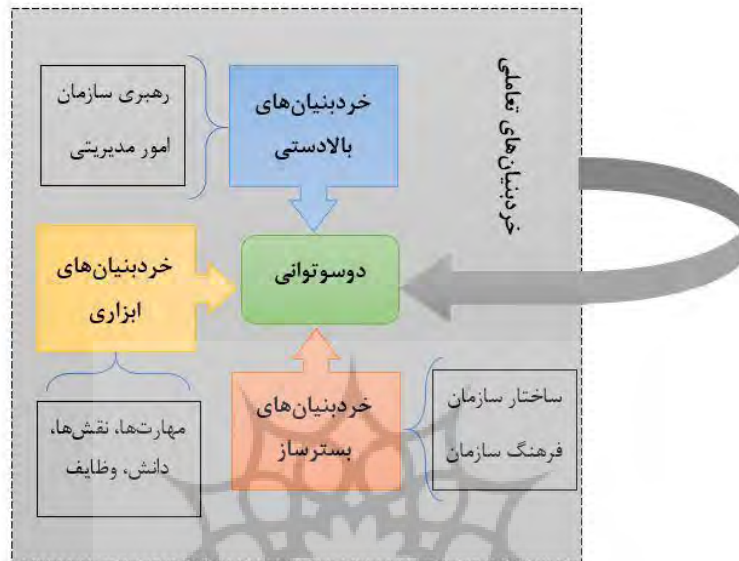 خردبنیان‌های تعاملی
خردبنیان‌های
بالادستی
رهبری سازمان
امور مدیریتی
دوسوتوانی
خردبنیان‌های
ابزاری
مهارت‌ها، نقش‌ها،
دانش، وظایف
خردبنیان‌های
بسترساز
ساختار سازمان
فرهنگ سازمان